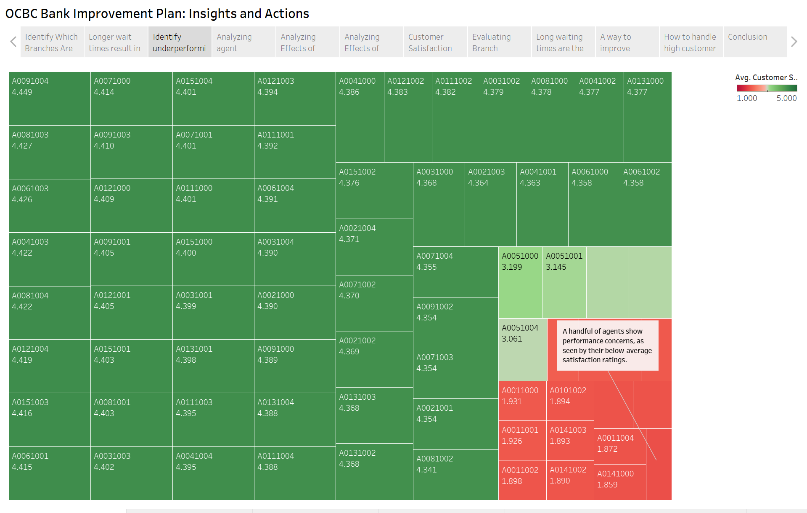 OCBC Bank Improvement Plan: Insights and Actions
Identify Which
Branches Are
Longer wait
times result in
Identify
underperformi
Analyzing
agent
Analyzing
Effects of
Analyzing
Effects of
Customer
Satisfaction
Evaluating
Branch
Long waiting
times are the
A way to
improve
How to handle
high customer
Conclusion
Avg. Customer S..
1.000 5.000
A0091004
4.449
A0081003
4.427
A0061003
4.426
A0041003
4.422
A0081004
4.422
A0121004
4.419
A0151003
4.416
A0061001
4.415
A0071000
4.414
A0091003
4.410
A0121000
4.409
A0091001
4.405
A0121001
4.405
A0151001
4.403
A0081001
4.403
A0031003
4.402
A0151004
4.401
A0071001
4.401
A0111000
4.401
A0151000
4.400
A0031001
4.399
A0131001
4.398
A0111003
4.395
A0041004
4.395
A0121003
4.394
A0111001
4.392
A0061004
4.391
A0031004
4.390
A0021000
4.390
A0091000
4.389
A0131004
4.388
A0111004
4.388
A0041000
4.386
A0121002
4.383
A0111002
4.382
A0031002
4.379
A0081000
4.378
A0041002
4.377
A0131000
4.377
A0151002
4.376
A0021004
4.371
A0071002
4.370
A0021002
4.369
A0131003
4.368
A0131002
4.368
A0031000
4.368
A0021003
4.364
A0041001
4.363
A0061000
4.358
A0061002
4.358
A0071004
4.355
A0091002
4.354
A0071003
4.354
A0021001
4.354
A0081002
4.341
A0051000
3.199
A0051001
3.145
A0051004
3.061
A handful of agents show
performance concerns, as
seen by their below-average
satisfaction ratings.
A0011000
1.931
A0011001
1.926
A0011002
1.898
A0101002
1.894
A0141003
1.893
A0141002
1.890
A0011004
1.872
A0141000
1.859